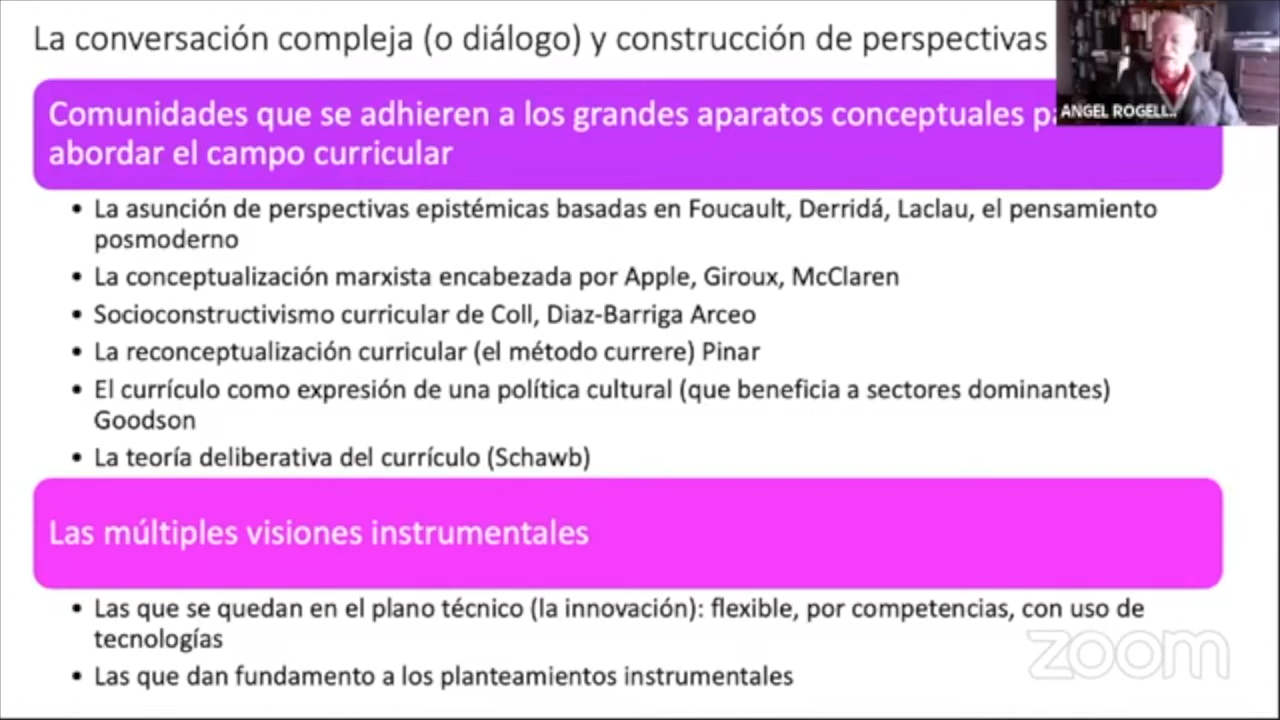 La conversación compleja (o diálogo) y construcción de perspectivas
ANGEL ROGELL...
Comunidades que se adhieren a los grandes aparatos conceptuales
abordar el campo curricular
• La asunción de perspectivas epistémicas basadas en Foucault, Derridá, Laclau, el pensamiento
posmoderno
• La conceptualización marxista encabezada por Apple, Giroux, McClaren
• Socioconstructivismo curricular de Coll, Diaz-Barriga Arceo
• La reconceptualización curricular (el método currere) Pinar
• El currículo como expresión de una política cultural (que beneficia a sectores dominantes)
Goodson
• La teoría deliberativa del currículo (Schawb)
Las múltiples visiones instrumentales
• Las que se quedan en el plano técnico (la innovación): flexible, por competencias, con uso de
tecnologías
• Las que dan fundamento a los planteamientos instrumentales
zoom